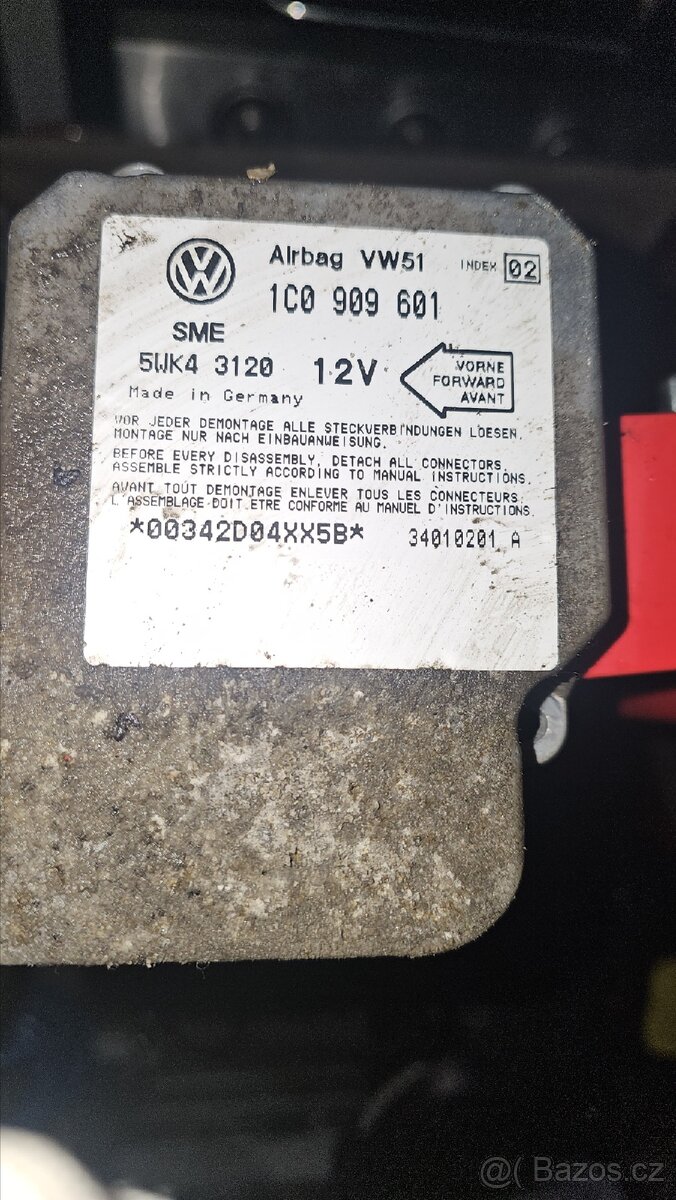 Airbag VW51 INDEX 02
1C0 909 601
SME
5WK4 3120 12V
VORNE
FORWARD
AVANT
Made in Germany
VOR JEDER DEMONTAGE ALLE STECKVERBINDUNGEN LOESEN.
MONTAGE NUR NACH EINBAUANWEISUNG.
BEFORE EVERY DISASSEMBLY, DETACH ALL CONNECTORS.
ASSEMBLE STRICTLY ACCORDING TO MANUAL INSTRUCTIONS.
AVANT TOUT DEMONTAGE ENLEVER TOUS LES CONNECTEURS.
L'ASSEMBLAGE DOIT ETRE CONFORME AU MANUEL D'INSTRUCTIONS.
*00342D04XX5B* 34010201 A
@( Bazos.cz